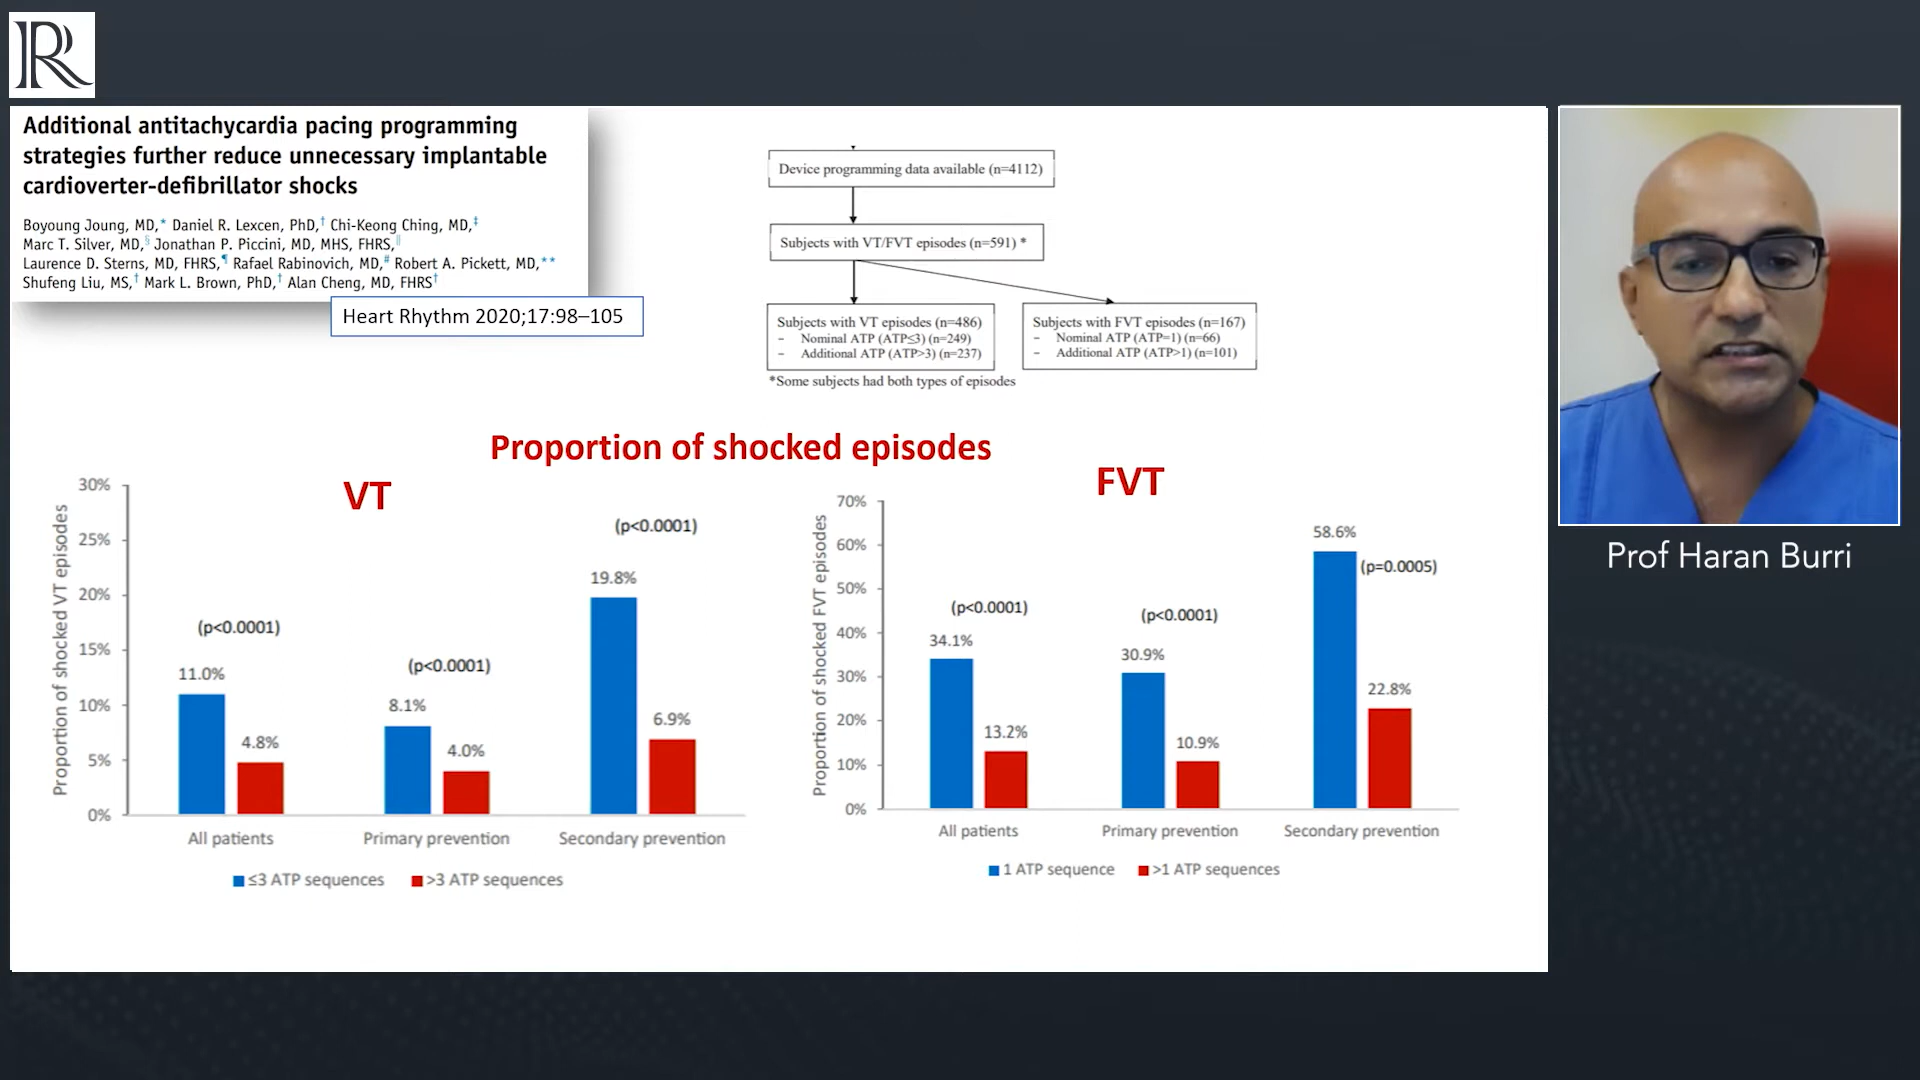 R
Additional antitachycardia pacing programming
strategies further reduce unnecessary implantable
cardioverter-defibrillator shocks
Boyoung Joung, MD,* Daniel R. Lexcen, PhD,† Chi-Keong Ching, MD,‡
Marc T. Silver, MD,§ Jonathan P. Piccini, MD, MHS, FHRS,‖
Laurence D. Sterns, MD, FHRS,¶ Rafael Rabinovich, MD,# Robert A. Pickett, MD,**
Shufeng Liu, MS,† Mark L. Brown, PhD,† Alan Cheng, MD, FHRS†
Heart Rhythm 2020;17:98–105
Device programming data available (n=4112)
Subjects with VT/FVT episodes (n=591) *
Subjects with VT episodes (n=486)
- Nominal ATP (ATP≤3) (n=249)
- Additional ATP (ATP>3) (n=237)
Subjects with FVT episodes (n=167)
- Nominal ATP (ATP=1) (n=66)
- Additional ATP (ATP>1) (n=101)
*Some subjects had both types of episodes
Proportion of shocked episodes
VT
Proportion of shocked VT episodes
30%
25%
20%
15%
10%
5%
0%
(p<0.0001)
11.0%
4.8%
(p<0.0001)
8.1%
4.0%
(p<0.0001)
19.8%
6.9%
All patients
Primary prevention
Secondary prevention
≤3 ATP sequences
>3 ATP sequences
FVT
Proportion of shocked FVT episodes
70%
60%
50%
40%
30%
20%
10%
0%
(p<0.0001)
34.1%
13.2%
(p<0.0001)
30.9%
10.9%
58.6%
(p=0.0005)
22.8%
All patients
Primary prevention
Secondary prevention
1 ATP sequence
>1 ATP sequences
Prof Haran Burri